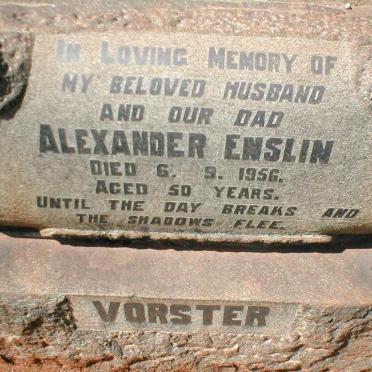 IN LOVING MEMORY OF
MY BELOVED HUSBAND
AND OUR DAD
ALEXANDER ENSLIN
DIED 6. 9. 1956.
AGED 50 YEARS.
UNTIL THE DAY BREAKS AND
THE SHADOWS FLEE.
VORSTER